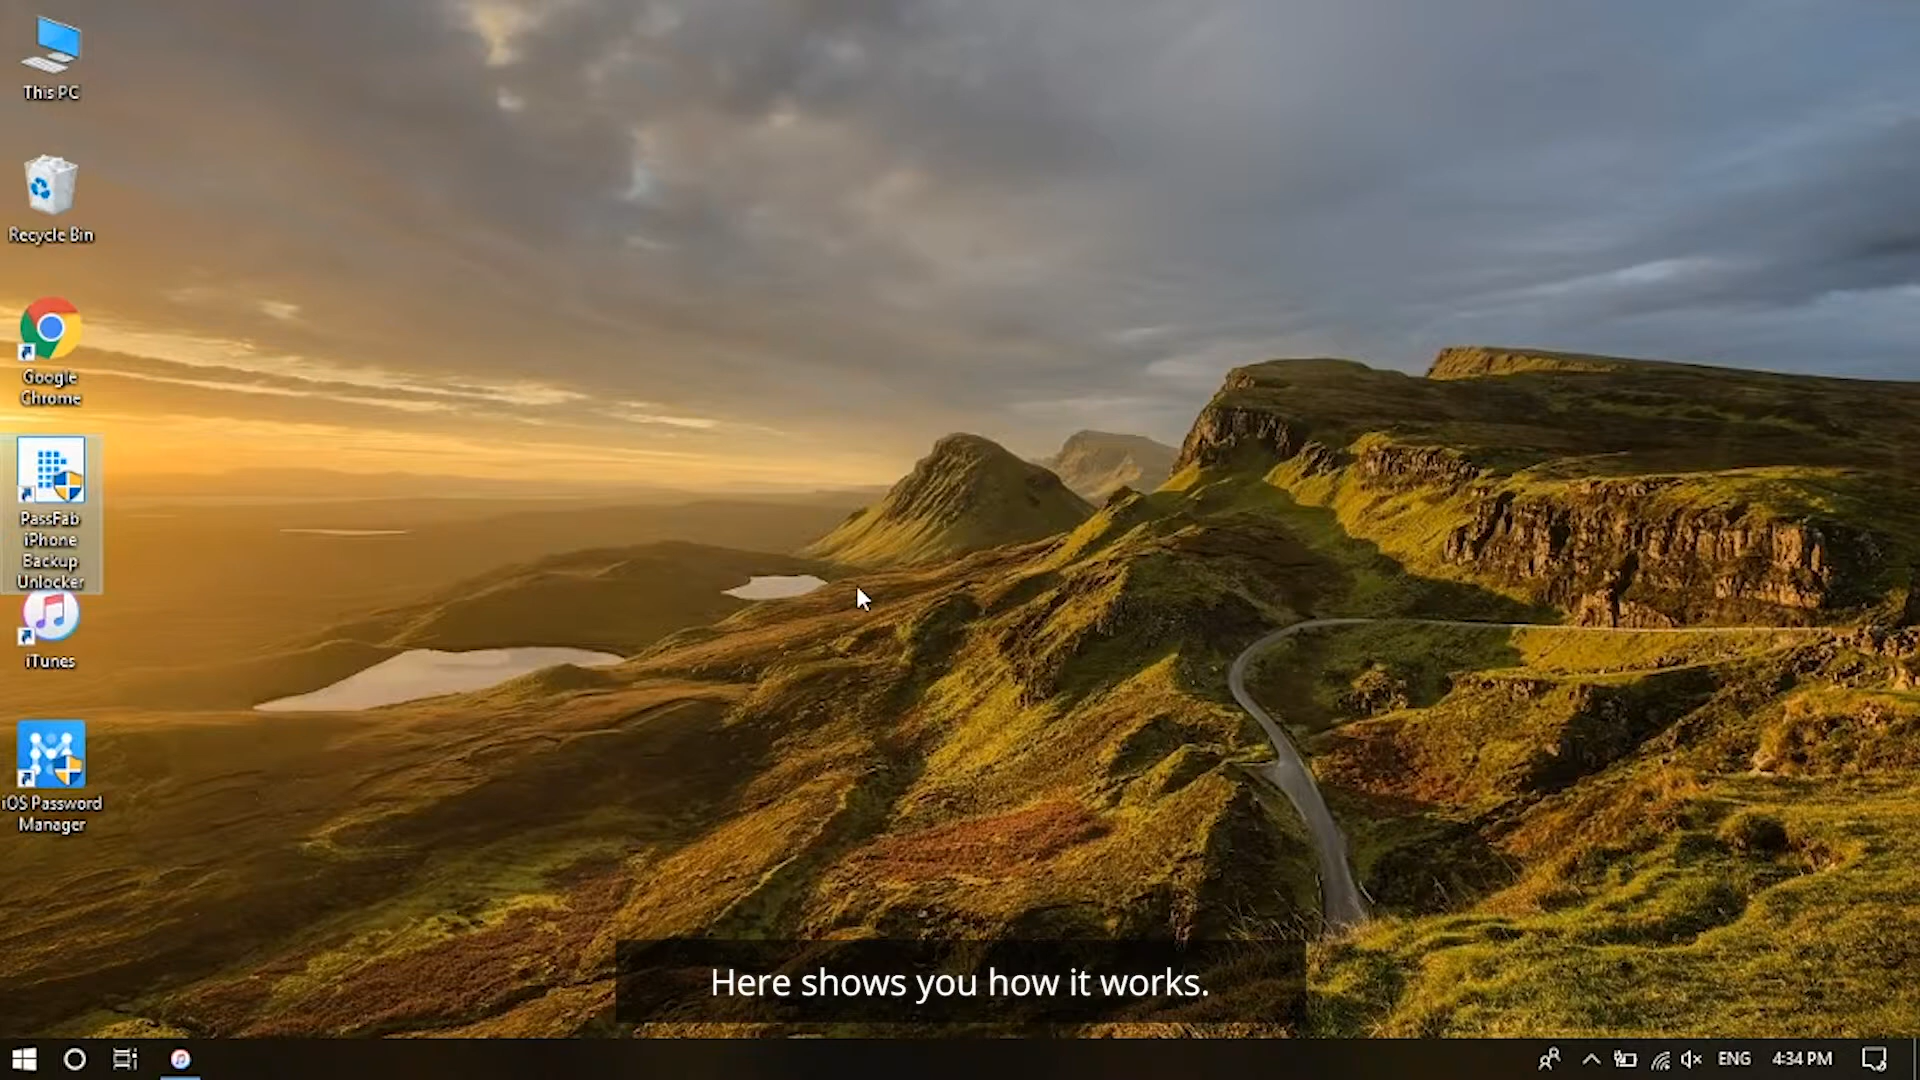 This PC
Recycle Bin
Google
Chrome
PassFab
iPhone
Backup
Unlocker
iTunes
iOS Password
Manager
Here shows you how it works.
ENG
4:34 PM